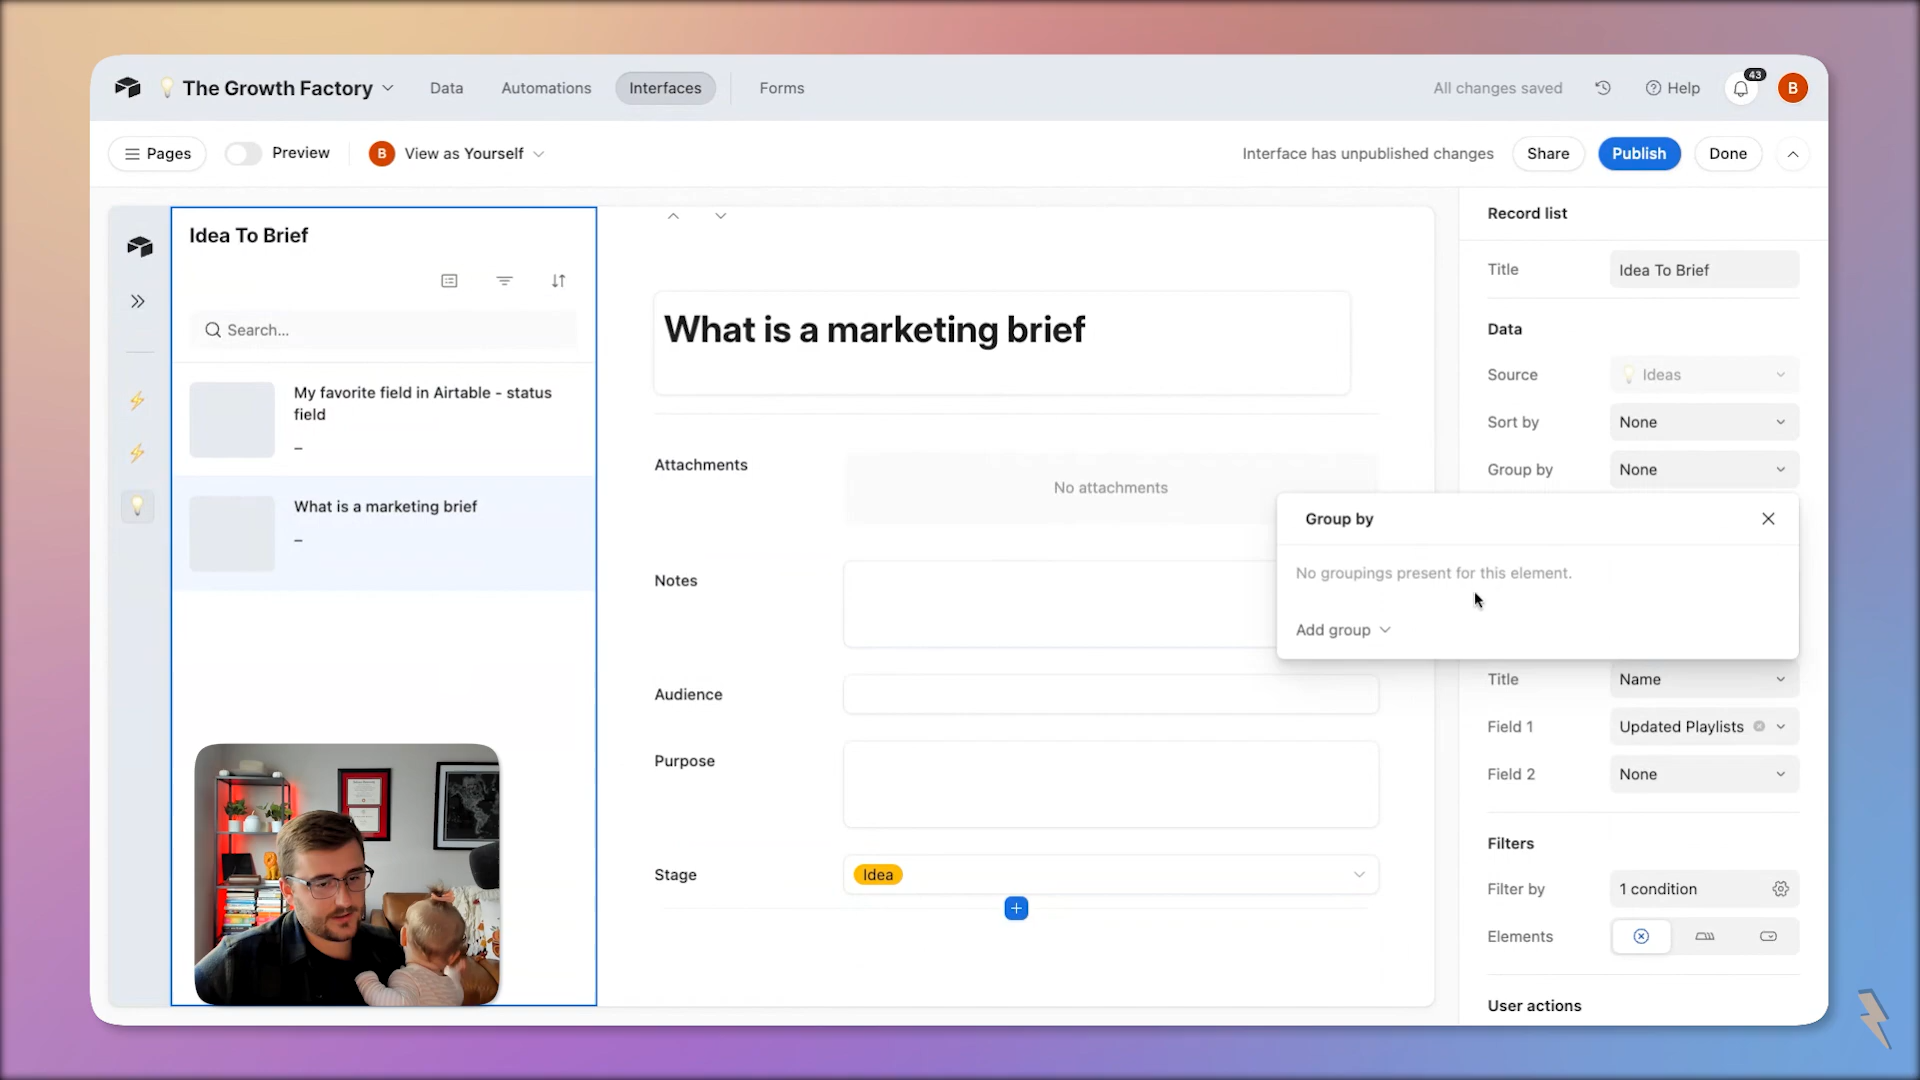 The Growth Factory
Data
Automations
Interfaces
Forms
All changes saved
Help
43
B
Pages
Preview
B
View as Yourself
Interface has unpublished changes
Share
Publish
Done
Idea To Brief
Search...
My favorite field in Airtable - status
field
–
What is a marketing brief
–
What is a marketing brief
Attachments
No attachments
Notes
Audience
Purpose
Stage
Idea
Record list
Title
Idea To Brief
Data
Source
Ideas
Sort by
None
Group by
None
Group by
No groupings present for this element.
Add group
Title
Name
Field 1
Updated Playlists
Field 2
None
Filters
Filter by
1 condition
Elements
User actions